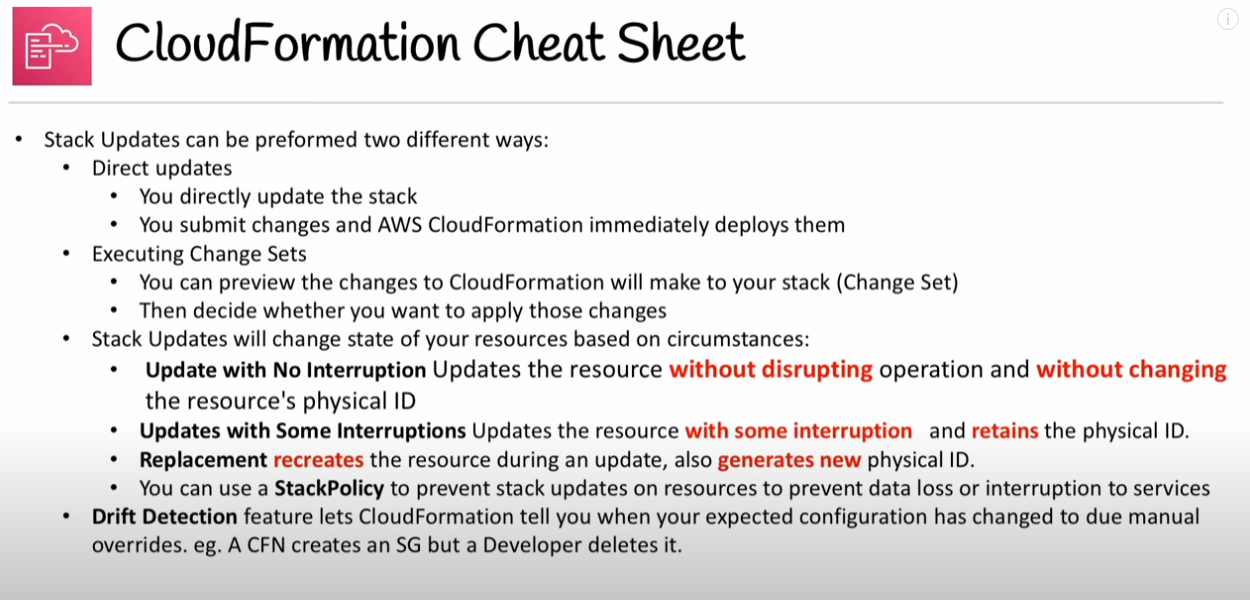 CloudFormation Cheat Sheet
• Stack Updates can be preformed two different ways:
• Direct updates
• You directly update the stack
• You submit changes and AWS CloudFormation immediately deploys them
• Executing Change Sets
• You can preview the changes to CloudFormation will make to your stack (Change Set)
• Then decide whether you want to apply those changes
• Stack Updates will change state of your resources based on circumstances:
• Update with No Interruption Updates the resource without disrupting operation and without changing
the resource's physical ID
• Updates with Some Interruptions Updates the resource with some interruption and retains the physical ID.
• Replacement recreates the resource during an update, also generates new physical ID.
• You can use a StackPolicy to prevent stack updates on resources to prevent data loss or interruption to services
• Drift Detection feature lets CloudFormation tell you when your expected configuration has changed to due manual
overrides. eg. A CFN creates an SG but a Developer deletes it.